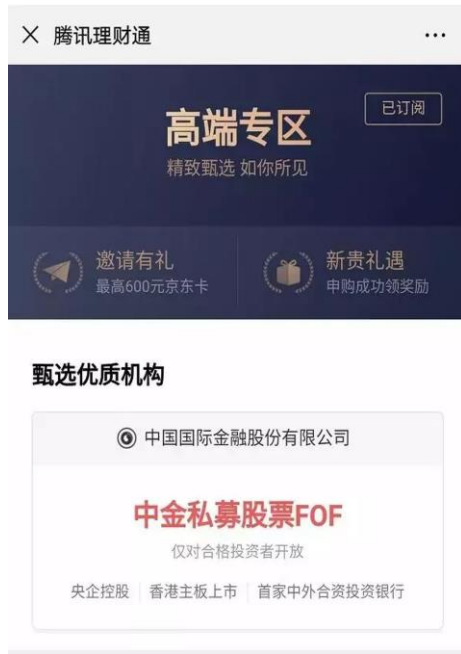 腾讯理财通
高端专区
已订阅
精致甄选 如你所见
邀请有礼
最高600元京东卡
新贵礼遇
申购成功领奖励
甄选优质机构
中国国际金融股份有限公司
中金私募股票FOF
仅对合格投资者开放
央企控股 香港主板上市 首家中外合资投资银行